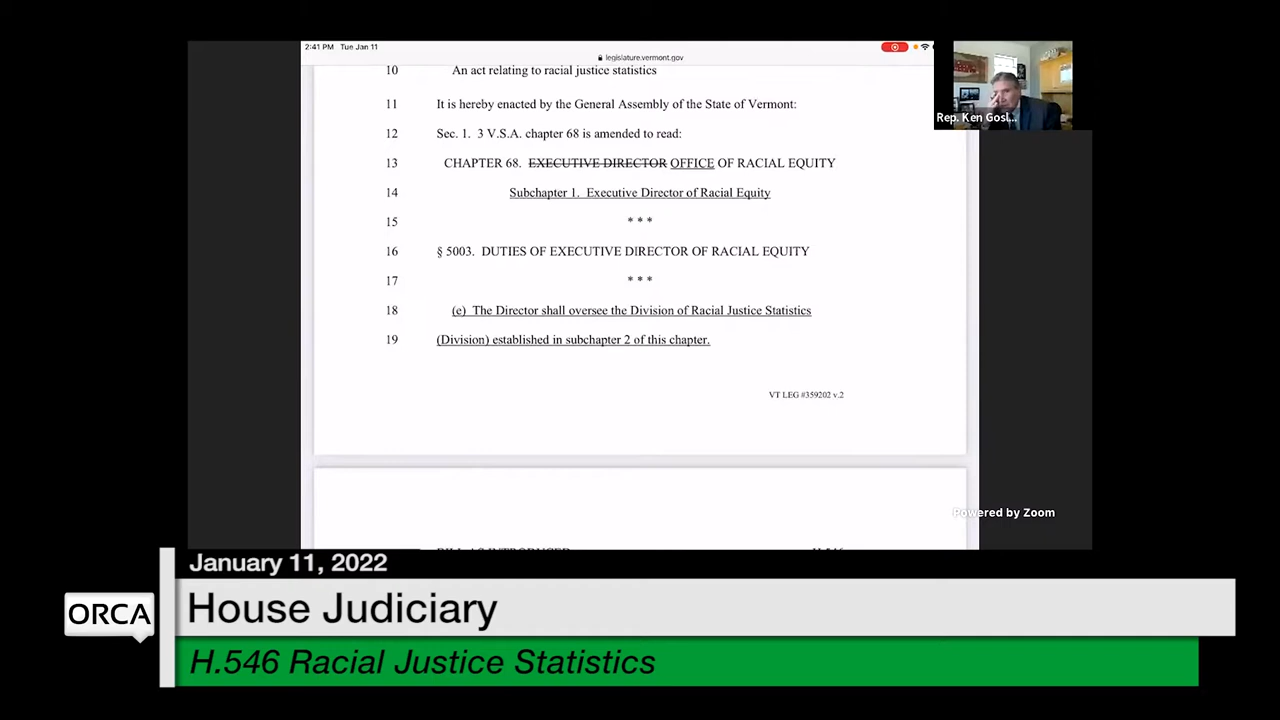 2:41 PM Tue Jan 11
legislature.vermont.gov
10 An act relating to racial justice statistics
11 It is hereby enacted by the General Assembly of the State of Vermont:
12 Sec. 1. 3 V.S.A. chapter 68 is amended to read:
13 CHAPTER 68. EXECUTIVE DIRECTOR OFFICE OF RACIAL EQUITY
14 Subchapter 1. Executive Director of Racial Equity
15 * * *
16 § 5003. DUTIES OF EXECUTIVE DIRECTOR OF RACIAL EQUITY
17 * * *
18 (e) The Director shall oversee the Division of Racial Justice Statistics
19 (Division) established in subchapter 2 of this chapter.
VT LEG #359202 v.2
Rep. Ken Gosl...
Powered by Zoom
January 11, 2022
ORCA
House Judiciary
H.546 Racial Justice Statistics